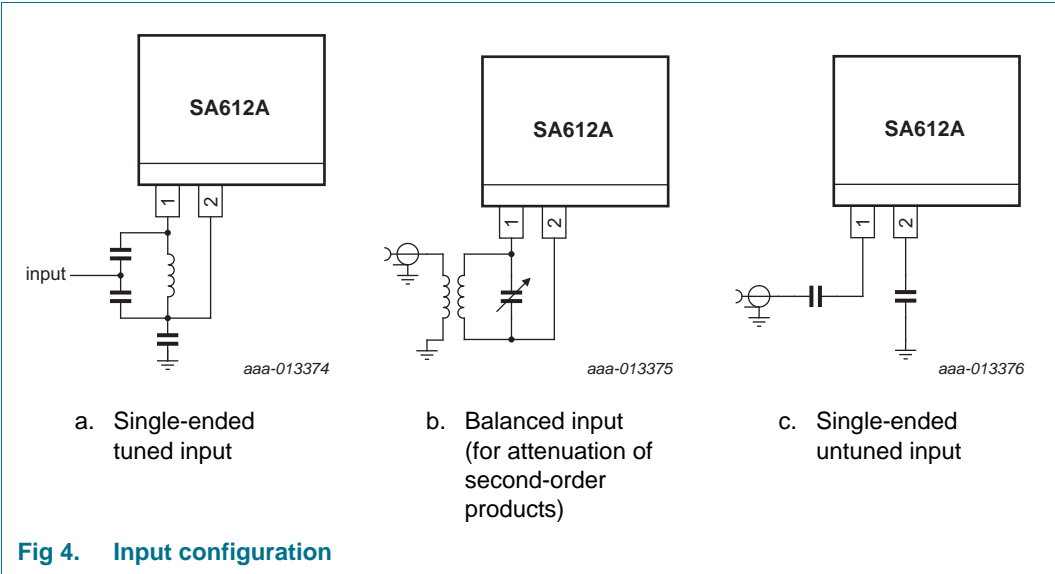 SA612A
1 2
input
aaa-013374
a. Single-ended
tuned input
SA612A
1 2
aaa-013375
b. Balanced input
(for attenuation of
second-order
products)
SA612A
1 2
aaa-013376
c. Single-ended
untuned input
Fig 4. Input configuration